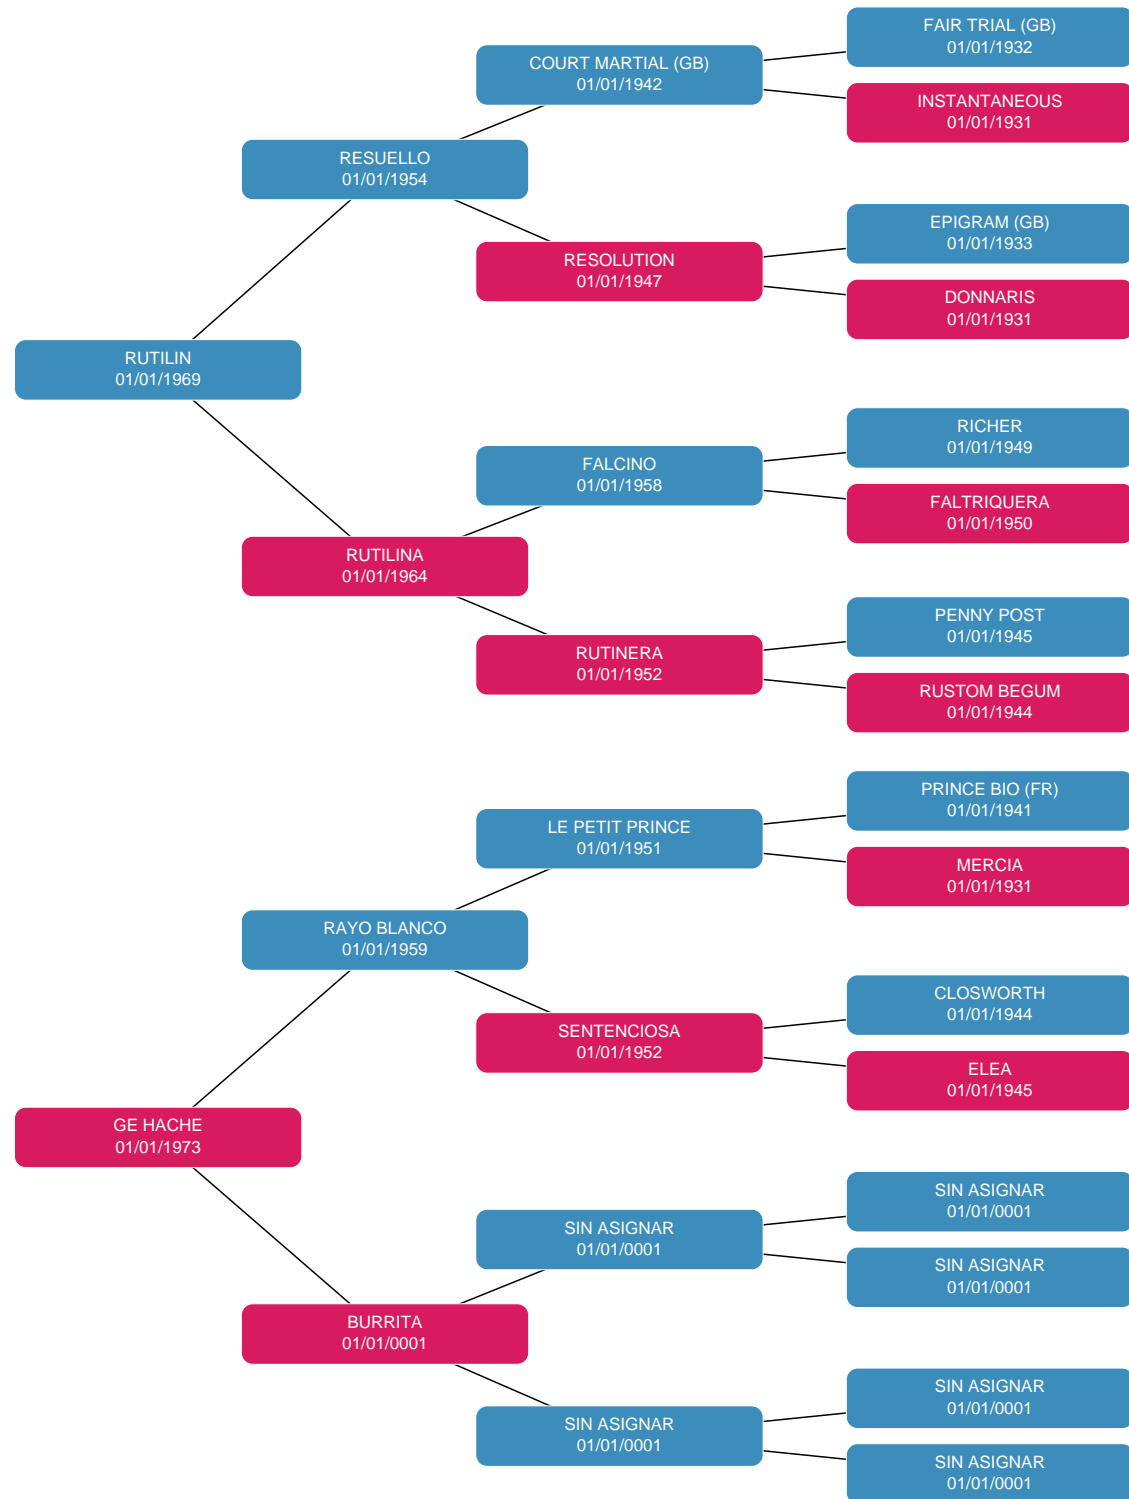 FAIR TRIAL (GB)
01/01/1932
COURT MARTIAL (GB)
01/01/1942
INSTANTANEOUS
01/01/1931
RESUELLO
01/01/1954
EPIGRAM (GB)
01/01/1933
RESOLUTION
01/01/1947
DONNARIS
01/01/1931
RUTILIN
01/01/1969
RICHER
01/01/1949
FALCINO
01/01/1958
FALTRIQUERA
01/01/1950
RUTILINA
01/01/1964
PENNY POST
01/01/1945
RUTINERA
01/01/1952
RUSTOM BEGUM
01/01/1944
PRINCE BIO (FR)
01/01/1941
LE PETIT PRINCE
01/01/1951
MERCIA
01/01/1931
RAYO BLANCO
01/01/1959
CLOSWORTH
01/01/1944
SENTENCIOSA
01/01/1952
ELEA
01/01/1945
GE HACHE
01/01/1973
SIN ASIGNAR
01/01/0001
SIN ASIGNAR
01/01/0001
SIN ASIGNAR
01/01/0001
BURRITA
01/01/0001
SIN ASIGNAR
01/01/0001
SIN ASIGNAR
01/01/0001
SIN ASIGNAR
01/01/0001